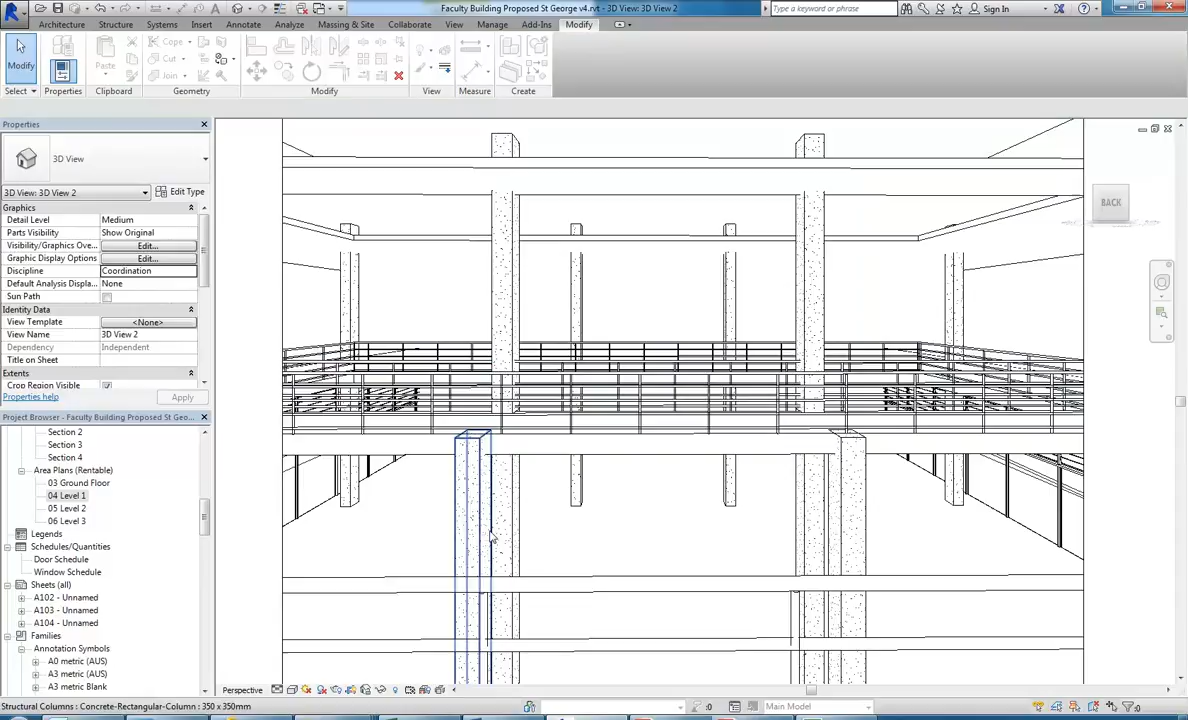 Faculty Building Proposed St George v4.rvt - 3D View: 3D View 2
Type a keyword or phrase
Sign In
Architecture Structure Systems Insert Annotate Analyze Massing & Site Collaborate View Manage Add-Ins Modify
Modify Paste Cope Cut Join
Select Properties Clipboard Geometry Modify View Measure Create
Properties
3D View
3D View: 3D View 2 Edit Type
Graphics
Detail Level Medium
Parts Visibility Show Original
Visibility/Graphics Ove... Edit...
Graphic Display Options Edit...
Discipline Coordination
Default Analysis Displa... None
Sun Path
Identity Data
View Template <None>
View Name 3D View 2
Dependency Independent
Title on Sheet
Extents
Crop Region Visible
Properties help Apply
BACK
Project Browser - Faculty Building Proposed St Geo...
Section 2
Section 3
Section 4
Area Plans (Rentable)
03 Ground Floor
04 Level 1
05 Level 2
06 Level 3
Legends
Schedules/Quantities
Door Schedule
Window Schedule
Sheets (all)
A102 - Unnamed
A103 - Unnamed
A104 - Unnamed
Families
Annotation Symbols
A0 metric (AUS)
A3 metric (AUS)
A3 metric Blank
Perspective
Structural Columns : Concrete-Rectangular-Column : 350 x 350mm
:0
Main Model
:0